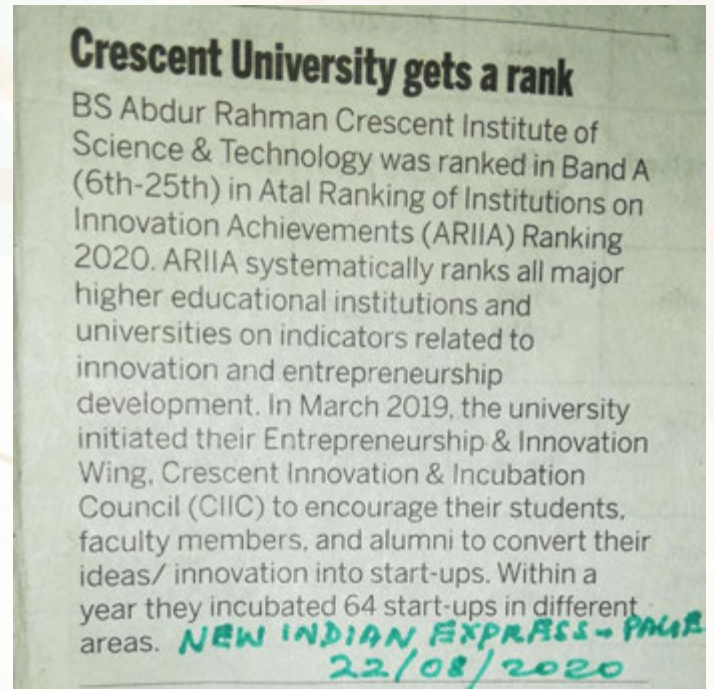 Crescent University gets a rank
BS Abdur Rahman Crescent Institute of
Science & Technology was ranked in Band A
(6th-25th) in Atal Ranking of Institutions on
Innovation Achievements (ARIIA) Ranking
2020. ARIIA systematically ranks all major
higher educational institutions and
universities on indicators related to
innovation and entrepreneurship
development. In March 2019, the university
initiated their Entrepreneurship & Innovation
Wing, Crescent Innovation & Incubation
Council (CIIC) to encourage their students,
faculty members, and alumni to convert their
ideas/ innovation into start-ups. Within a
year they incubated 64 start-ups in different
areas. NEW INDIAN EXPRESS → PAGE
22/08/2020